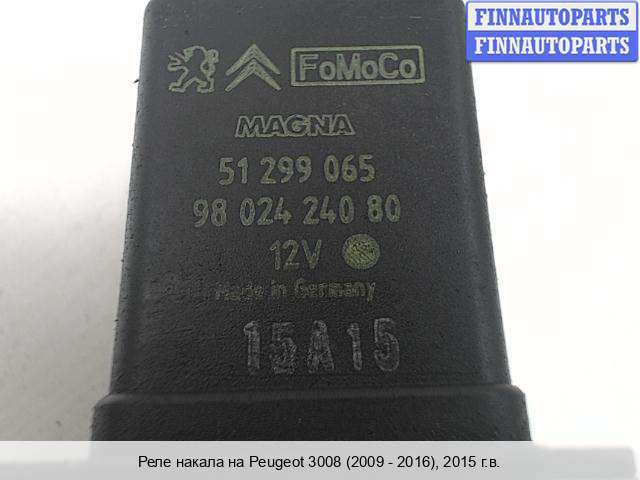 FINNAUTOPARTS
FINNAUTOPARTS
FoMoCo
MAGNA
51 299 065
98 024 240 80
12V
Made in Germany
15A15
Реле накала на Peugeot 3008 (2009 - 2016), 2015 г.в.